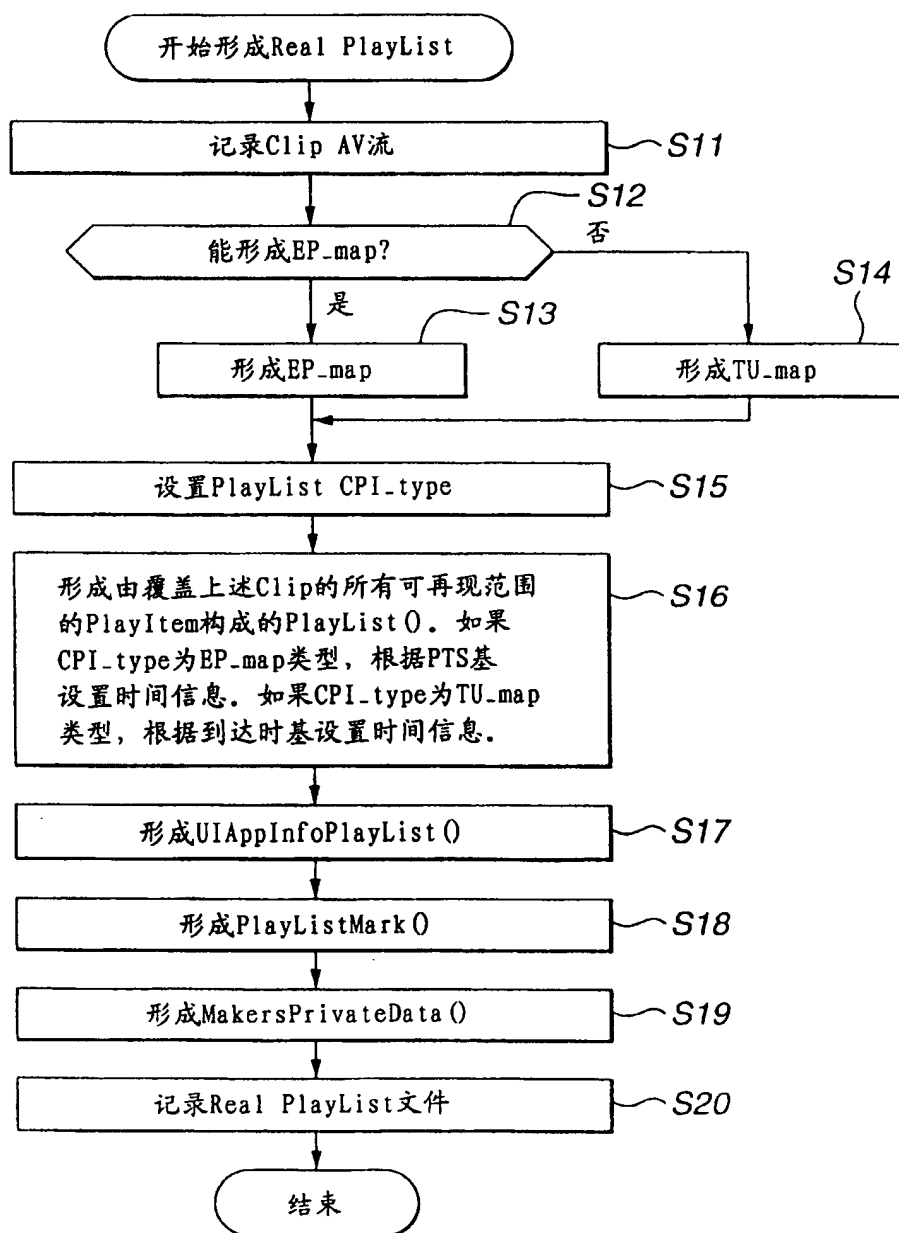 开始形成Real PlayList
记录Clip AV流
S11
S12
能形成EP_map?
否
是
S13
S14
形成EP_map
形成TU_map
设置PlayList CPI_type
S15
形成由覆盖上述Clip的所有可再现范围
的PlayItem构成的PlayList()。如果
CPI_type为EP_map类型，根据PTS基
设置时间信息。如果CPI_type为TU_map
类型，根据到达时基设置时间信息。
S16
形成UIAppInfoPlayList()
S17
形成PlayListMark()
S18
形成MakersPrivateData()
S19
记录Real PlayList文件
S20
结束